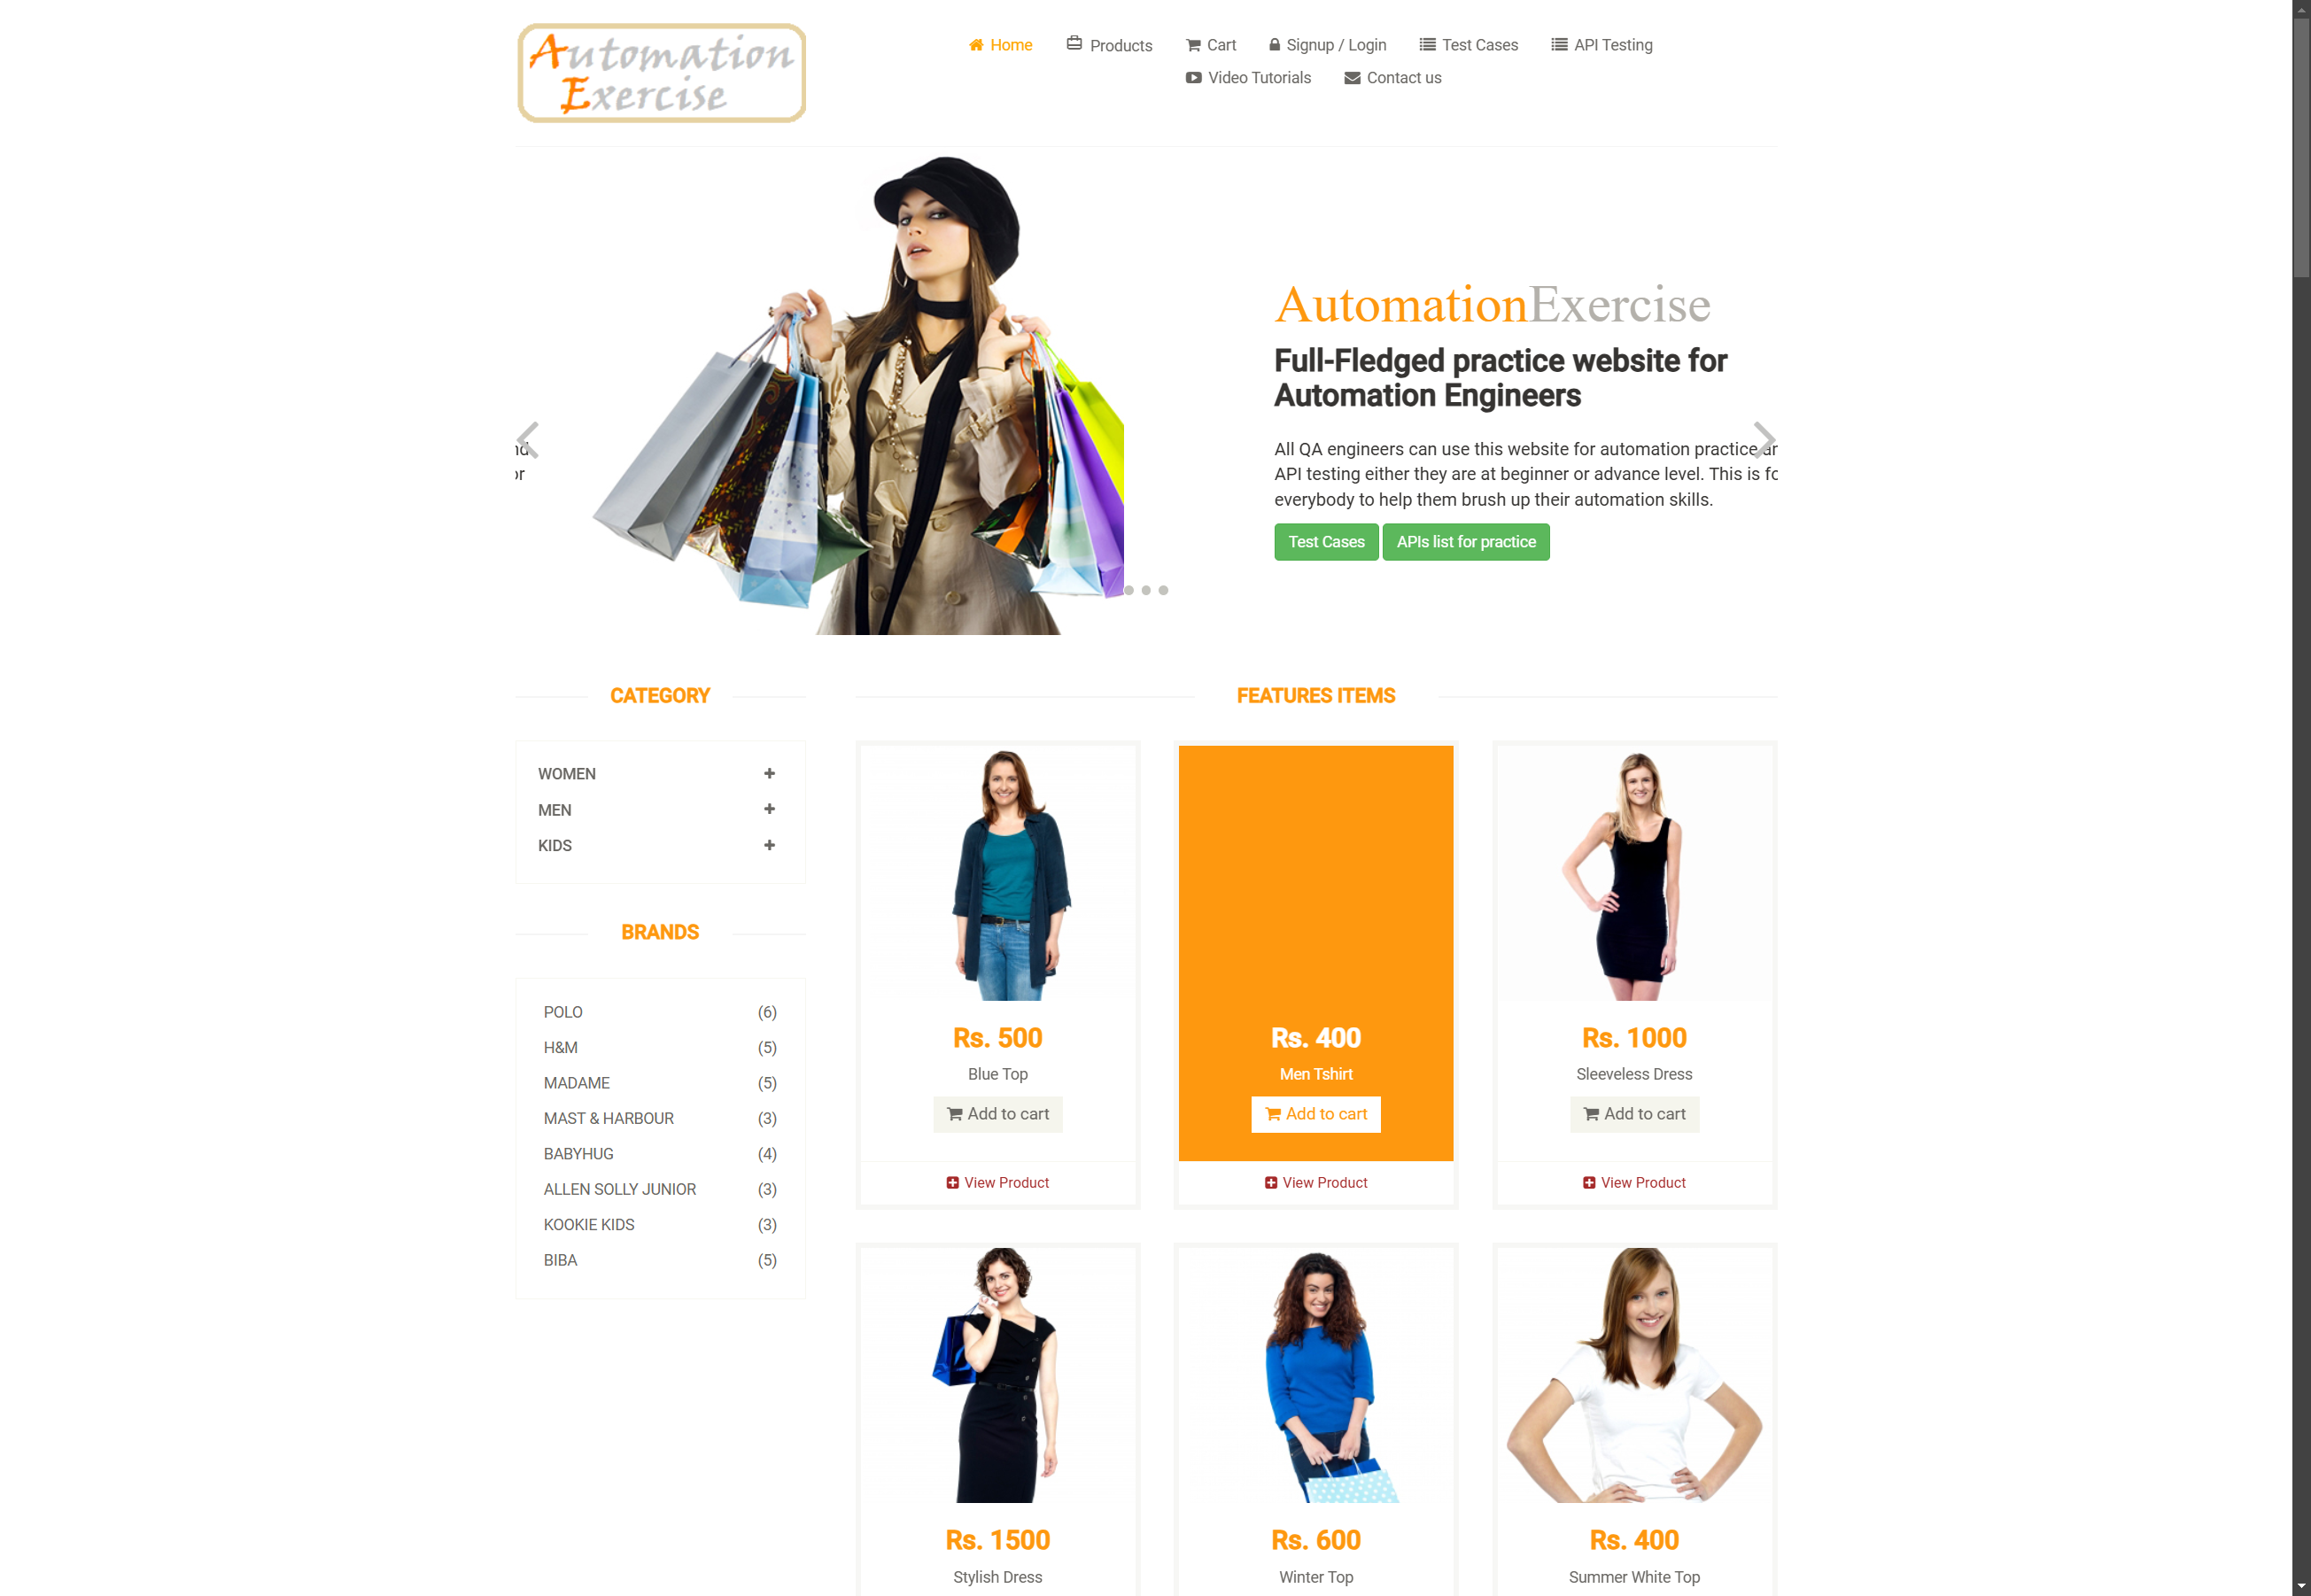 Automation
Exercise
Home
Products
Cart
Signup / Login
Test Cases
API Testing
Video Tutorials
Contact us
AutomationExercise
Full-Fledged practice website for
Automation Engineers
nd
or
All QA engineers can use this website for automation practice ar
API testing either they are at beginner or advance level. This is fo
everybody to help them brush up their automation skills.
Test Cases
APIs list for practice
CATEGORY
WOMEN
MEN
KIDS
BRANDS
POLO (6)
H&M (5)
MADAME (5)
MAST & HARBOUR (3)
BABYHUG (4)
ALLEN SOLLY JUNIOR (3)
KOOKIE KIDS (3)
BIBA (5)
FEATURES ITEMS
Rs. 500
Blue Top
Add to cart
View Product
Rs. 400
Men Tshirt
Add to cart
View Product
Rs. 1000
Sleeveless Dress
Add to cart
View Product
Rs. 1500
Stylish Dress
Rs. 600
Winter Top
Rs. 400
Summer White Top